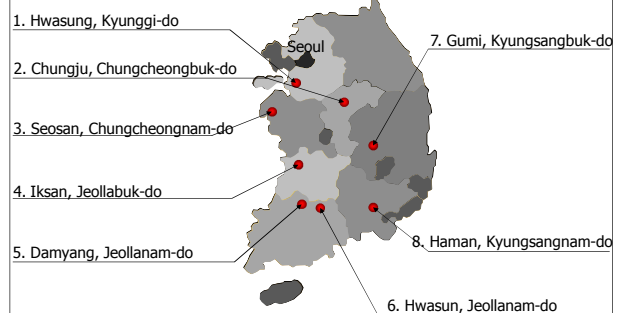 1. Hwasung, Kyunggi-do
Seoul
7. Gumi, Kyungsangbuk-do
2. Chungju, Chungcheongbuk-do
3. Seosan, Chungcheongnam-do
4. Iksan, Jeollabuk-do
5. Damyang, Jeollanam-do
8. Haman, Kyungsangnam-do
6. Hwasun, Jeollanam-do